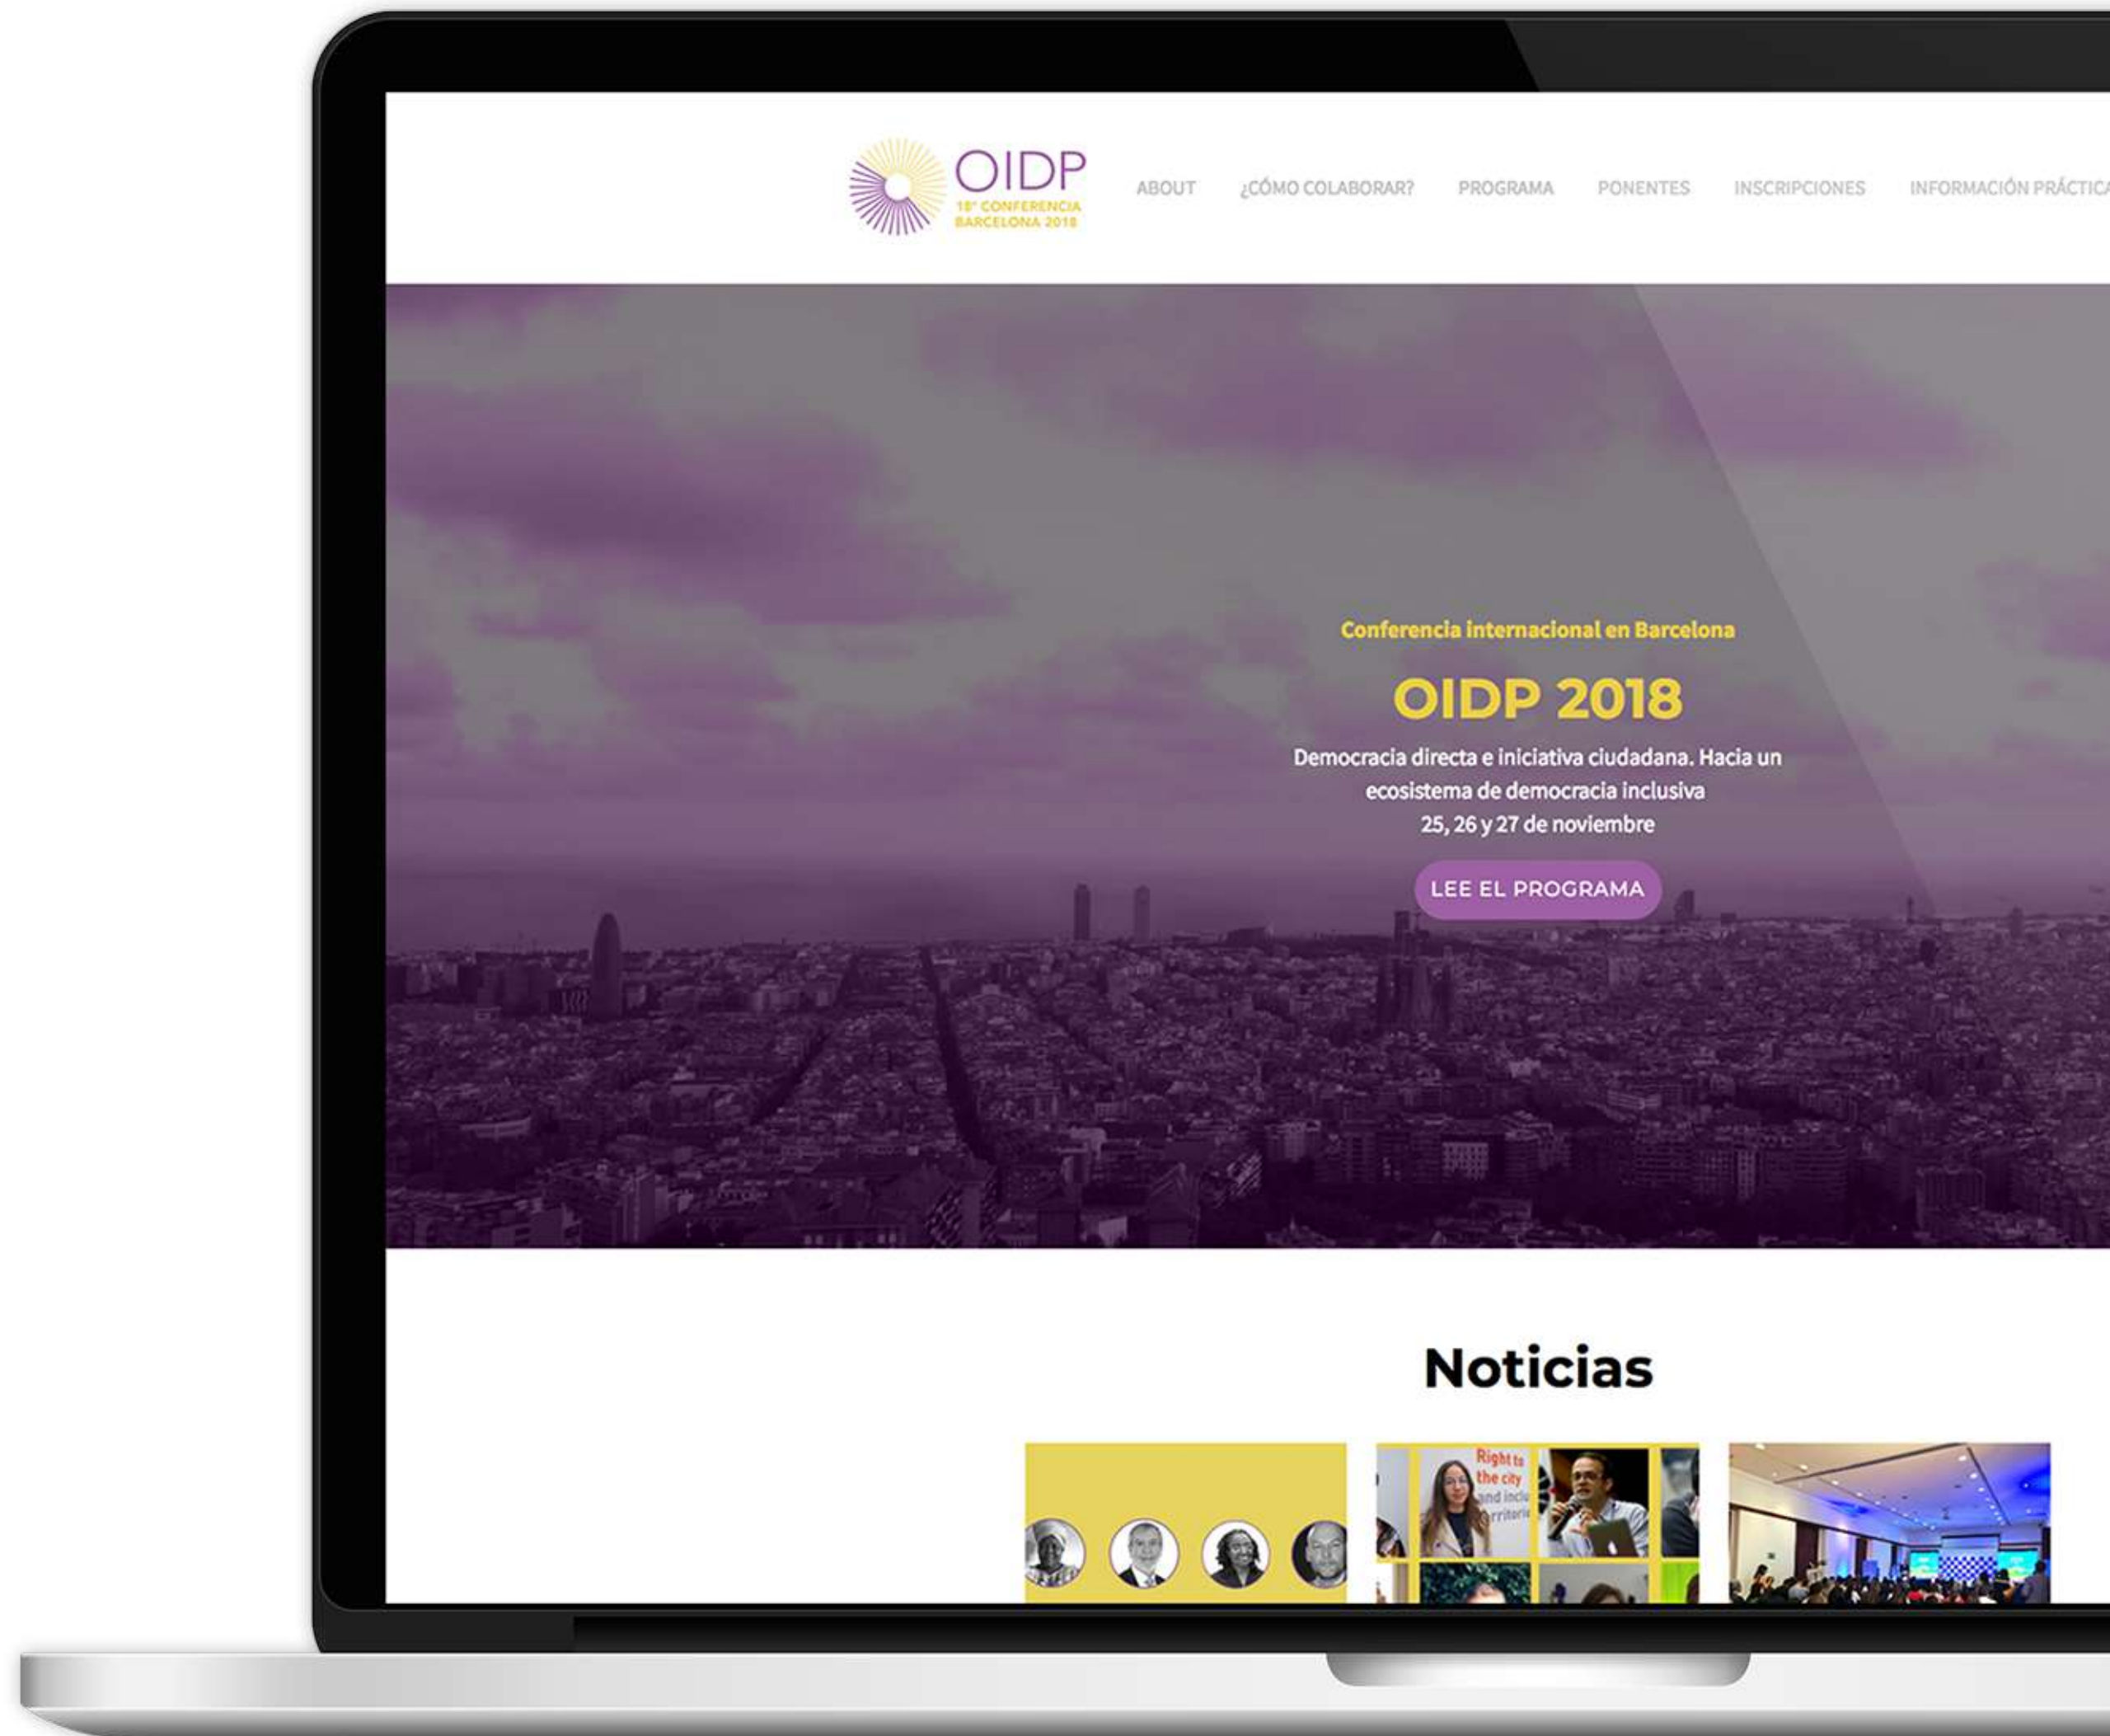 OIDP
18ª CONFERENCIA
BARCELONA 2018
ABOUT ¿CÓMO COLABORAR? PROGRAMA PONENTES INSCRIPCIONES INFORMACIÓN PRÁCTICA
Conferencia internacional en Barcelona
OIDP 2018
Democracia directa e iniciativa ciudadana. Hacia un
ecosistema de democracia inclusiva
25, 26 y 27 de noviembre
LEE EL PROGRAMA
Noticias
Right to
the city
and inclu